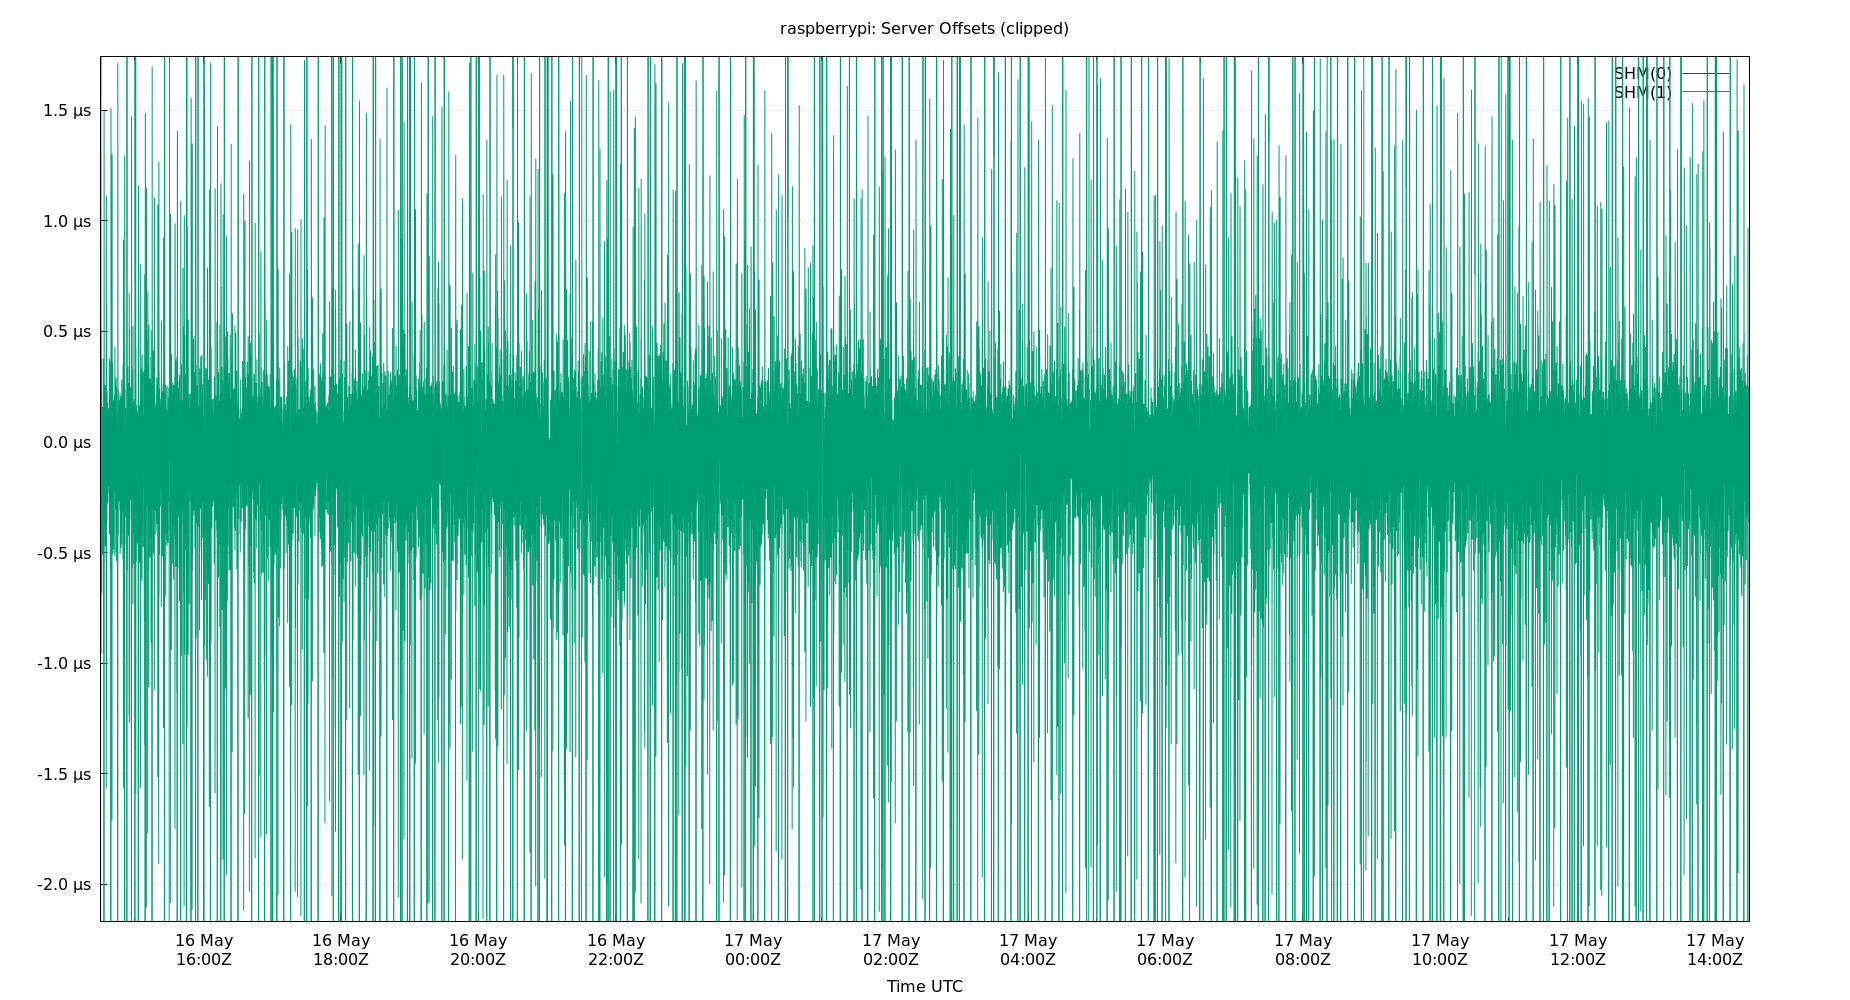 raspberrypi: Server Offsets (clipped)
SHM(0)
SHM(1)
1.5 µs
1.0 µs
0.5 µs
0.0 µs
-0.5 µs
-1.0 µs
-1.5 µs
-2.0 µs
16 May 16 May 16 May 16 May 17 May 17 May 17 May 17 May 17 May 17 May 17 May 17 May
16:00Z 18:00Z 20:00Z 22:00Z 00:00Z 02:00Z 04:00Z 06:00Z 08:00Z 10:00Z 12:00Z 14:00Z
Time UTC